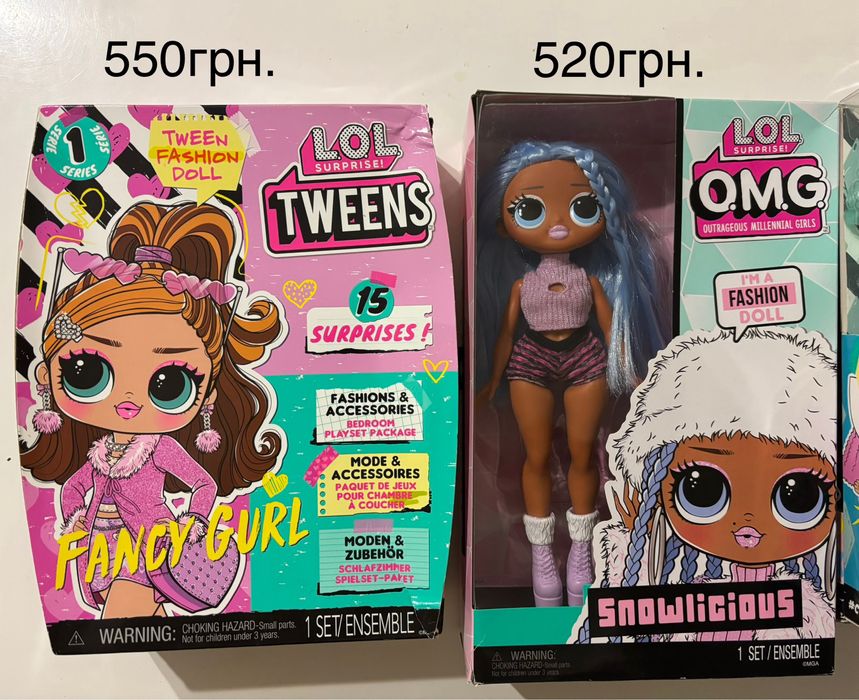 550грн.
520грн.
SERIE
1
SERIE
SERIES
TWEEN
FASHION
DOLL
L.O.L.
SURPRISE!
TWEENS
15
SURPRISES!
FASHIONS &
ACCESSORIES
BEDROOM
PLAYSET PACKAGE
MODE &
ACCESSOIRES
PAQUET DE JEUX
POUR CHAMBRE
À COUCHER
MODEN &
ZUBEHÖR
SCHLAFZIMMER
SPIELSET-PAKET
FANCY GURL
WARNING: CHOKING HAZARD-Small parts.
Not for children under 3 years.
1 SET/ENSEMBLE
L.O.L.
SURPRISE!
O.M.G.
OUTRAGEOUS MILLENNIAL GIRLS
I'M A
FASHION
DOLL
Snowlicious
WARNING:
CHOKING HAZARD-Small parts
Not for children under 3 years.
1 SET/ENSEMBLE
©MGA